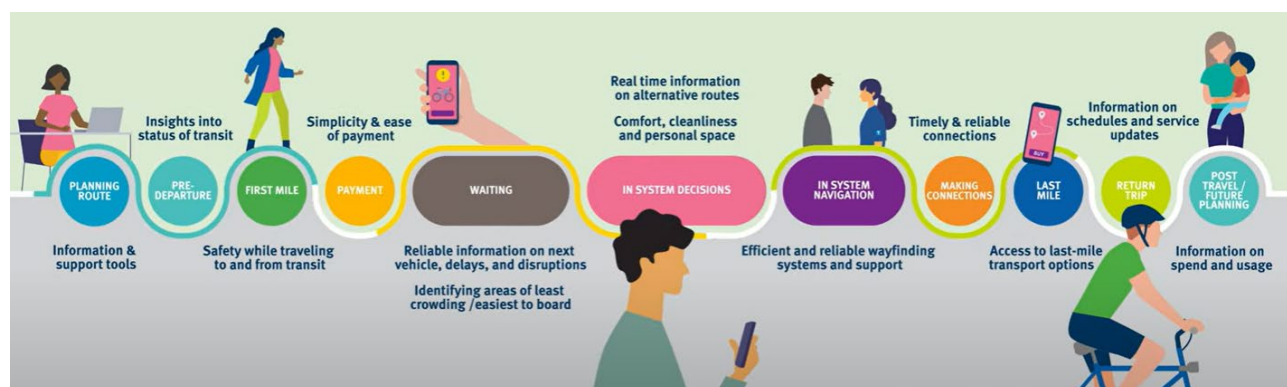 PLANNING
ROUTE
Information &
support tools
Insights into
status of transit
PRE-
DEPARTURE
FIRST MILE
Safety while traveling
to and from transit
Simplicity & ease
of payment
PAYMENT
WAITING
Reliable information on next
vehicle, delays, and disruptions
Identifying areas of least
crowding /easiest to board
Real time information
on alternative routes
Comfort, cleanliness
and personal space
IN SYSTEM DECISIONS
IN SYSTEM
NAVIGATION
Efficient and reliable wayfinding
systems and support
Timely & reliable
connections
MAKING
CONNECTIONS
BUY
LAST
MILE
Access to last-mile
transport options
Information on
schedules and service
updates
RETURN
TRIP
POST
TRAVEL /
FUTURE
PLANNING
Information on
spend and usage